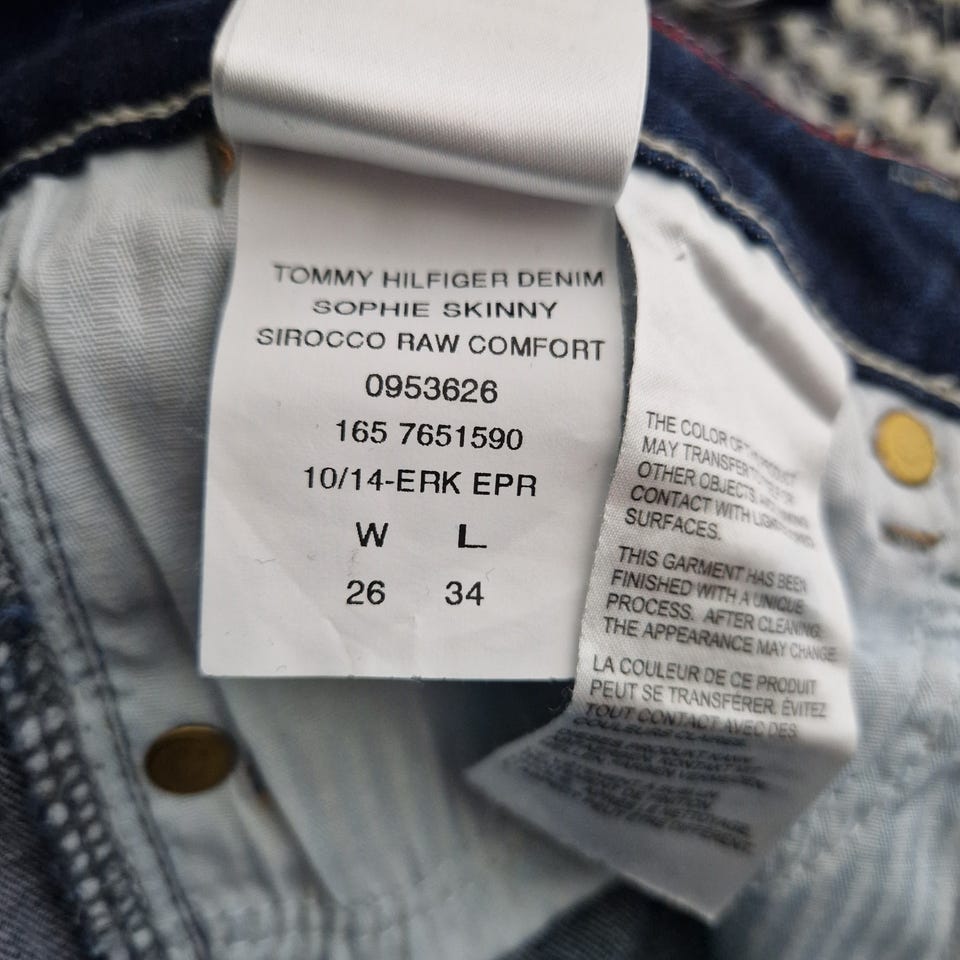 TOMMY HILFIGER DENIM
SOPHIE SKINNY
SIROCCO RAW COMFORT
0953626
165 7651590
10/14-ERK EPR
W L
26 34
THE COLOR OF
MAY TRANSFER
OTHER OBJECTS.
CONTACT WITH
SURFACES.
THIS GARMENT HAS BEEN
FINISHED WITH A UNIQUE
PROCESS. AFTER CLEANING
THE APPEARANCE MAY CHANGE
LA COULEUR DE CE PRODUIT
PEUT SE TRANSFÉRER. ÉVITEZ
TOUT CONTACT AVEC DES